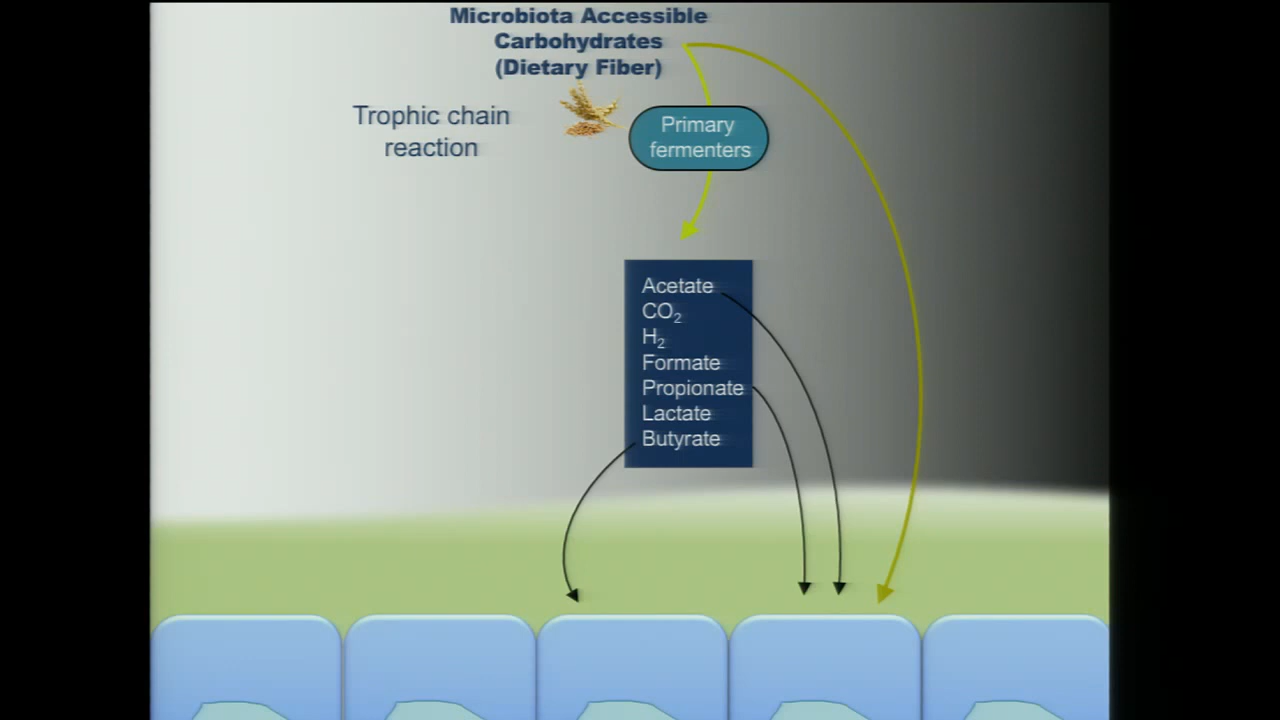 Microbiota Accessible
Carbohydrates
(Dietary Fiber)
Trophic chain
reaction
Primary
fermenters
Acetate
CO₂
H₂
Formate
Propionate
Lactate
Butyrate